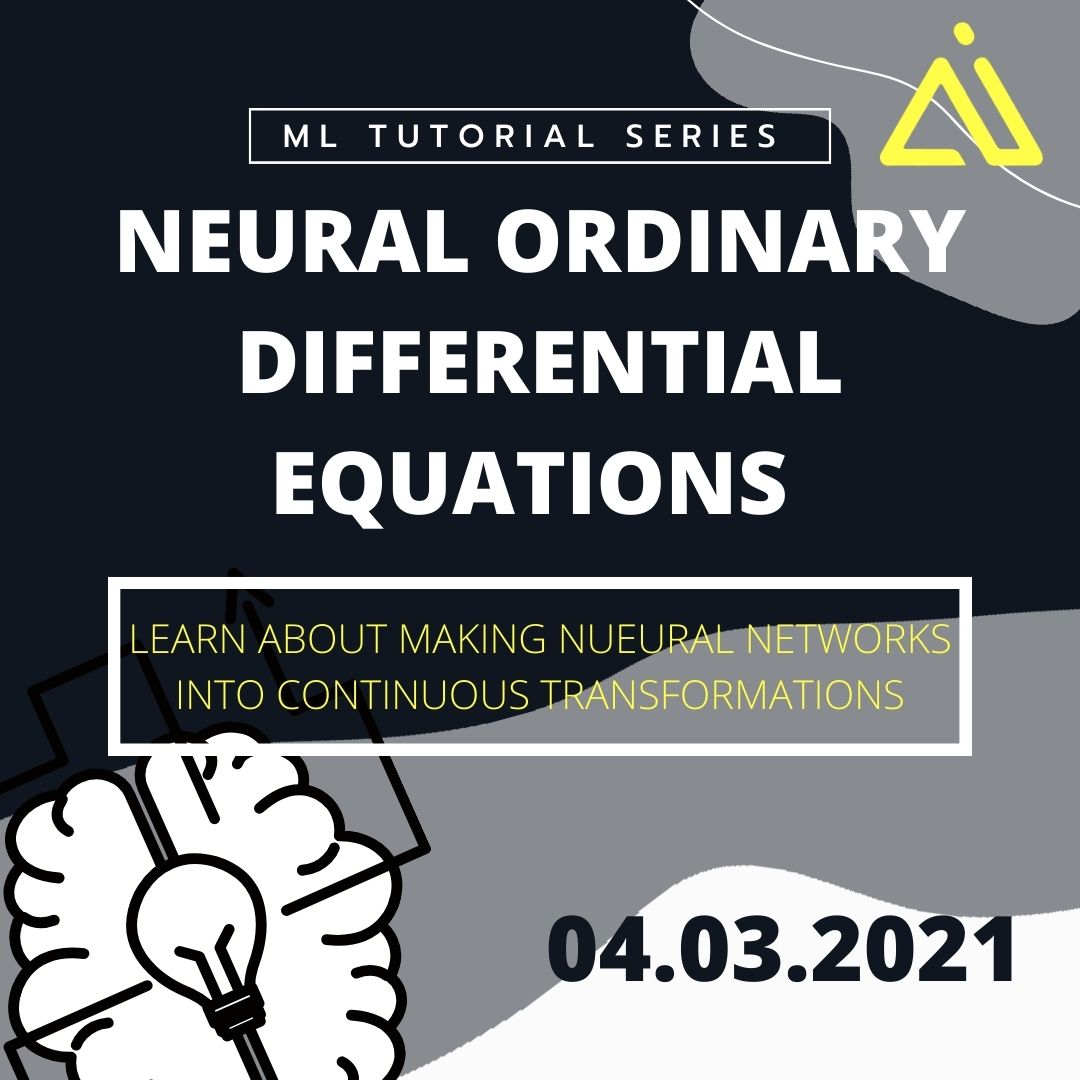 ML TUTORIAL SERIES
NEURAL ORDINARY
DIFFERENTIAL
EQUATIONS
LEARN ABOUT MAKING NUEURAL NETWORKS
INTO CONTINUOUS TRANSFORMATIONS
04.03.2021